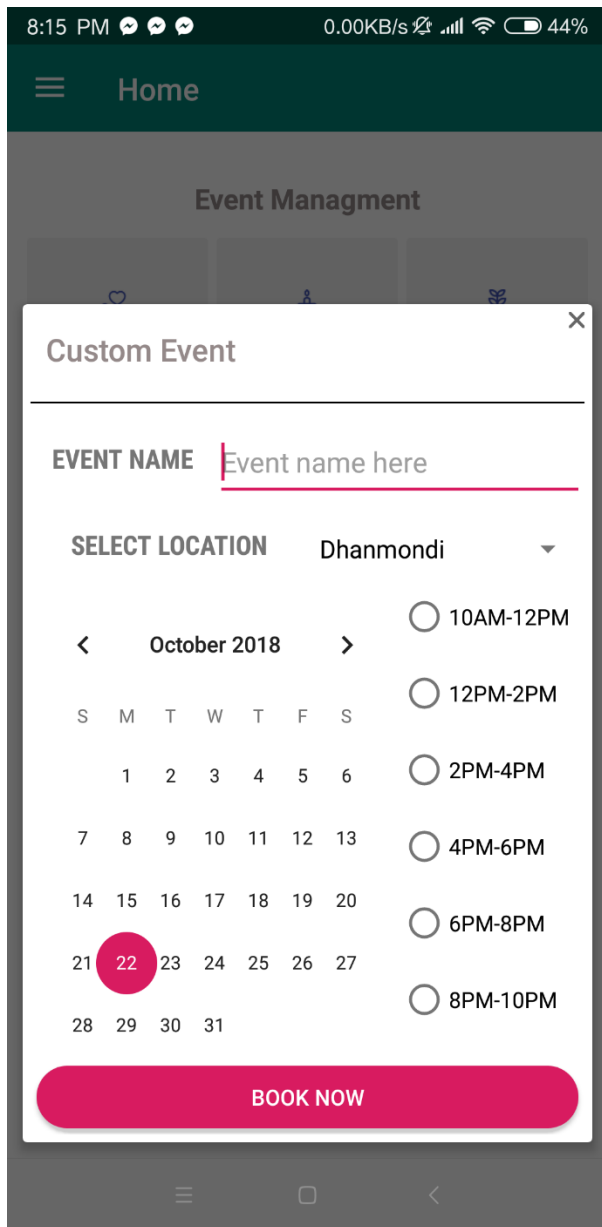 8:15 PM 0.00KB/s 44%
Home
Event Managment
Custom Event
EVENT NAME Event name here
SELECT LOCATION Dhanmondi
October 2018
S M T W T F S
1 2 3 4 5 6
7 8 9 10 11 12 13
14 15 16 17 18 19 20
21 22 23 24 25 26 27
28 29 30 31
10AM-12PM
12PM-2PM
2PM-4PM
4PM-6PM
6PM-8PM
8PM-10PM
BOOK NOW